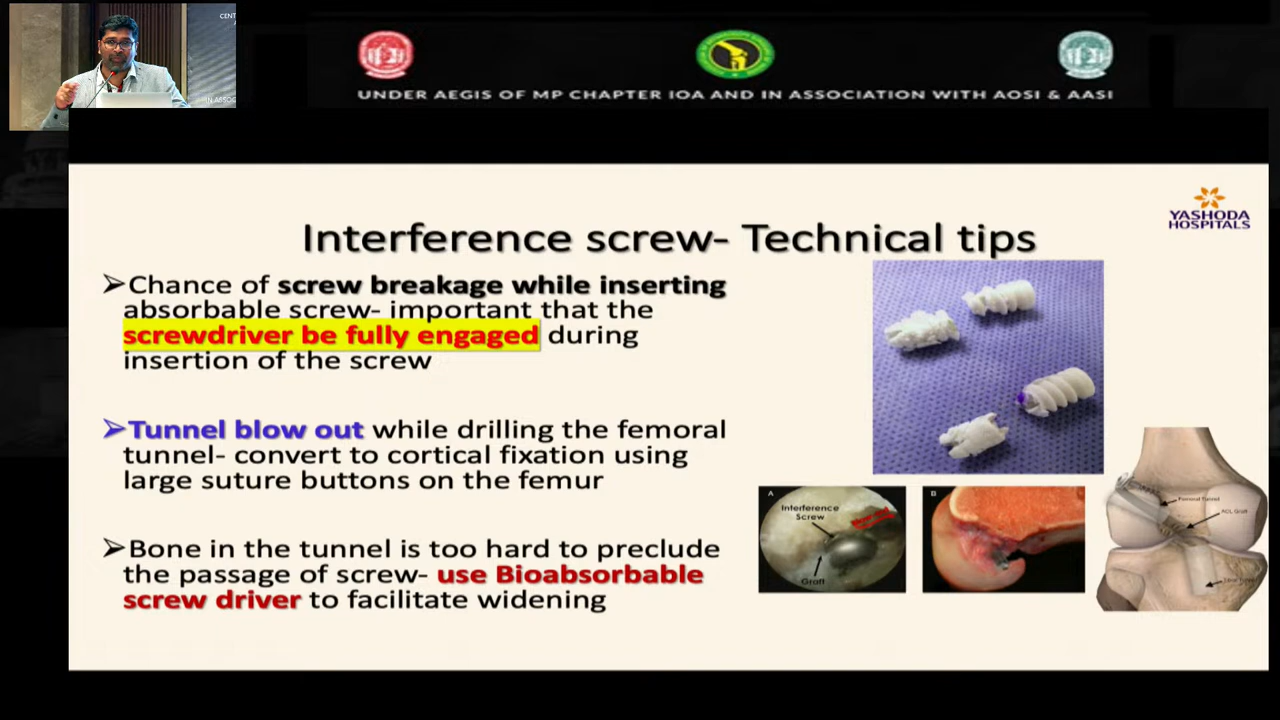 CENT
IN ASSOC
UNDER AEGIS OF MP CHAPTER IOA AND IN ASSOCIATION WITH AOSI & AASI
YASHODA
HOSPITALS
Interference screw- Technical tips
➢Chance of screw breakage while inserting
absorbable screw- important that the
screwdriver be fully engaged during
insertion of the screw
➢Tunnel blow out while drilling the femoral
tunnel- convert to cortical fixation using
large suture buttons on the femur
➢Bone in the tunnel is too hard to preclude
the passage of screw- use Bioabsorbable
screw driver to facilitate widening
A
Interference
Screw
Graft
B
Femoral Tunnel
ACL Graft